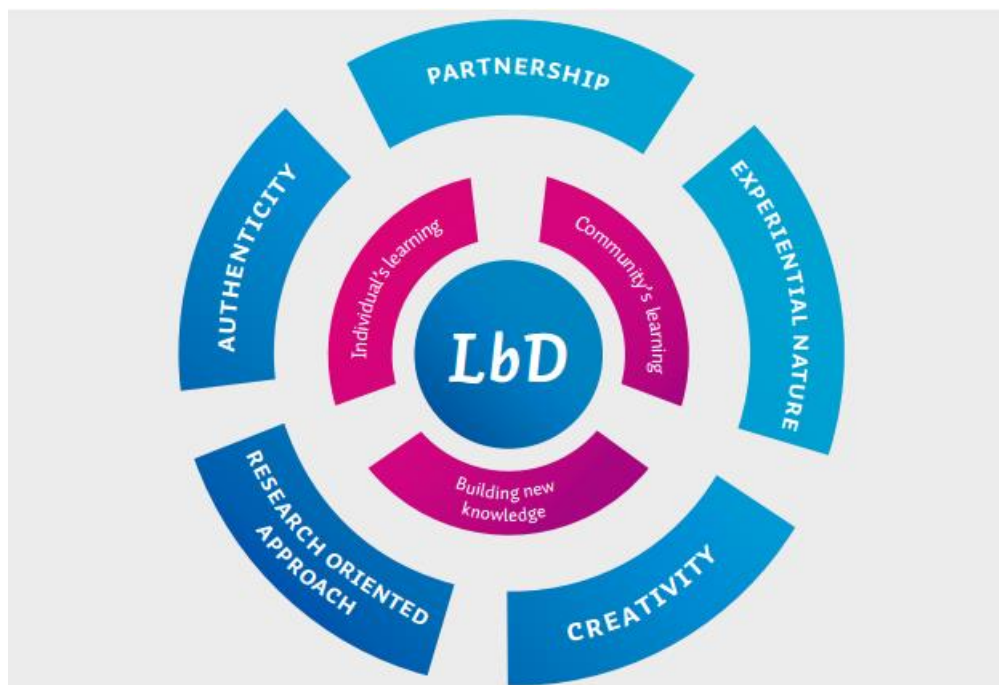 PARTNERSHIP
EXPERIENTIAL NATURE
CREATIVITY
RESEARCH ORIENTED
APPROACH
AUTHENTICITY
Individual's learning
Community's learning
Building new
knowledge
LbD